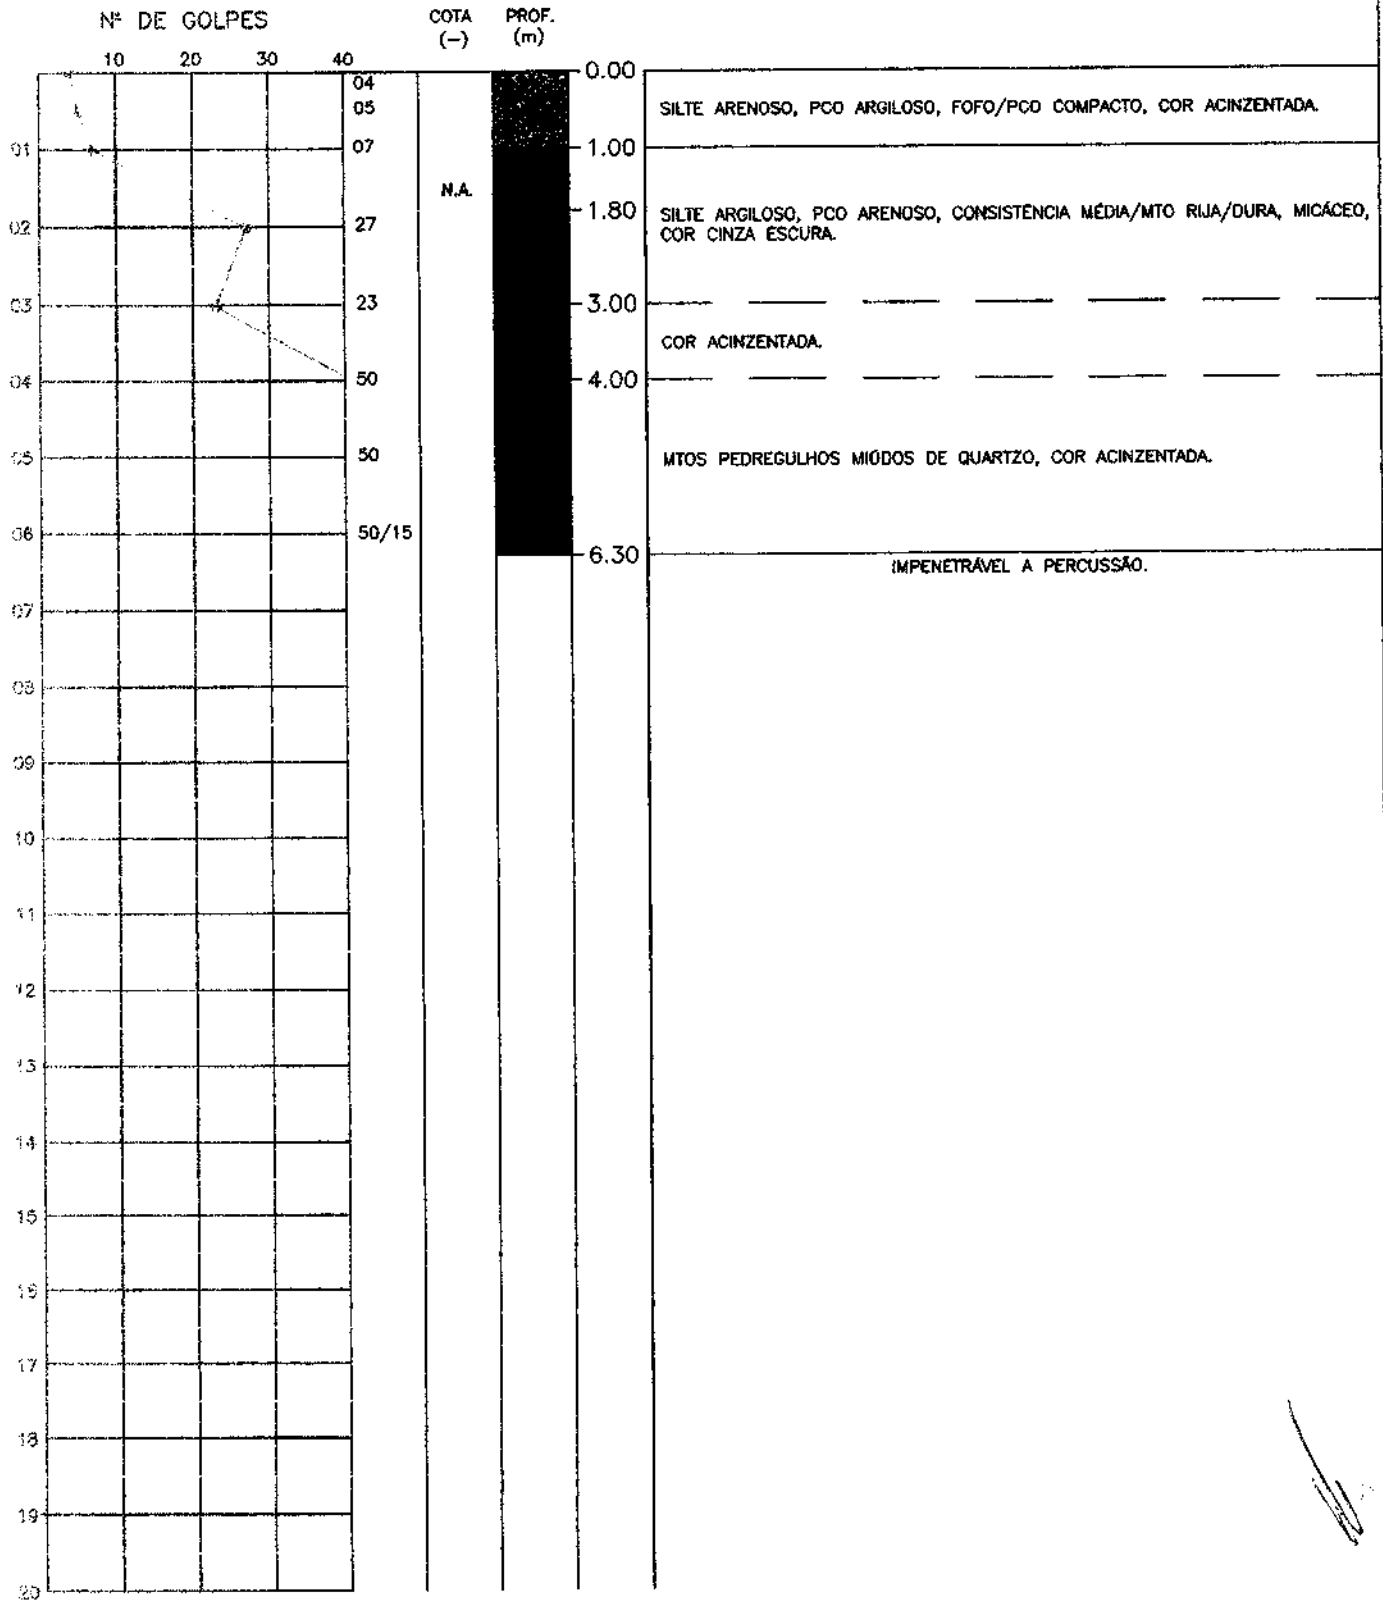 Nº DE GOLPES COTA PROF.
(-) (m)
10 20 30 40
0.00
04
05
SILTE ARENOSO, PCO ARGILOSO, FOFO/PCO COMPACTO, COR ACINZENTADA.
01 07 1.00
N.A.
1.80 SILTE ARGILOSO, PCO ARENOSO, CONSISTENCIA MÉDIA/MTO RIJA/DURA, MICÁCEO,
02 27 COR CINZA ESCURA.
03 23 3.00
COR ACINZENTADA.
04 50 4.00
05 50 MTOS PEDREGULHOS MIÚDOS DE QUARTZO, COR ACINZENTADA.
06 50/15
6.30
IMPENETRÁVEL A PERCUSSÃO.
07
08
09
10
11
12
13
14
15
16
17
18
19
20